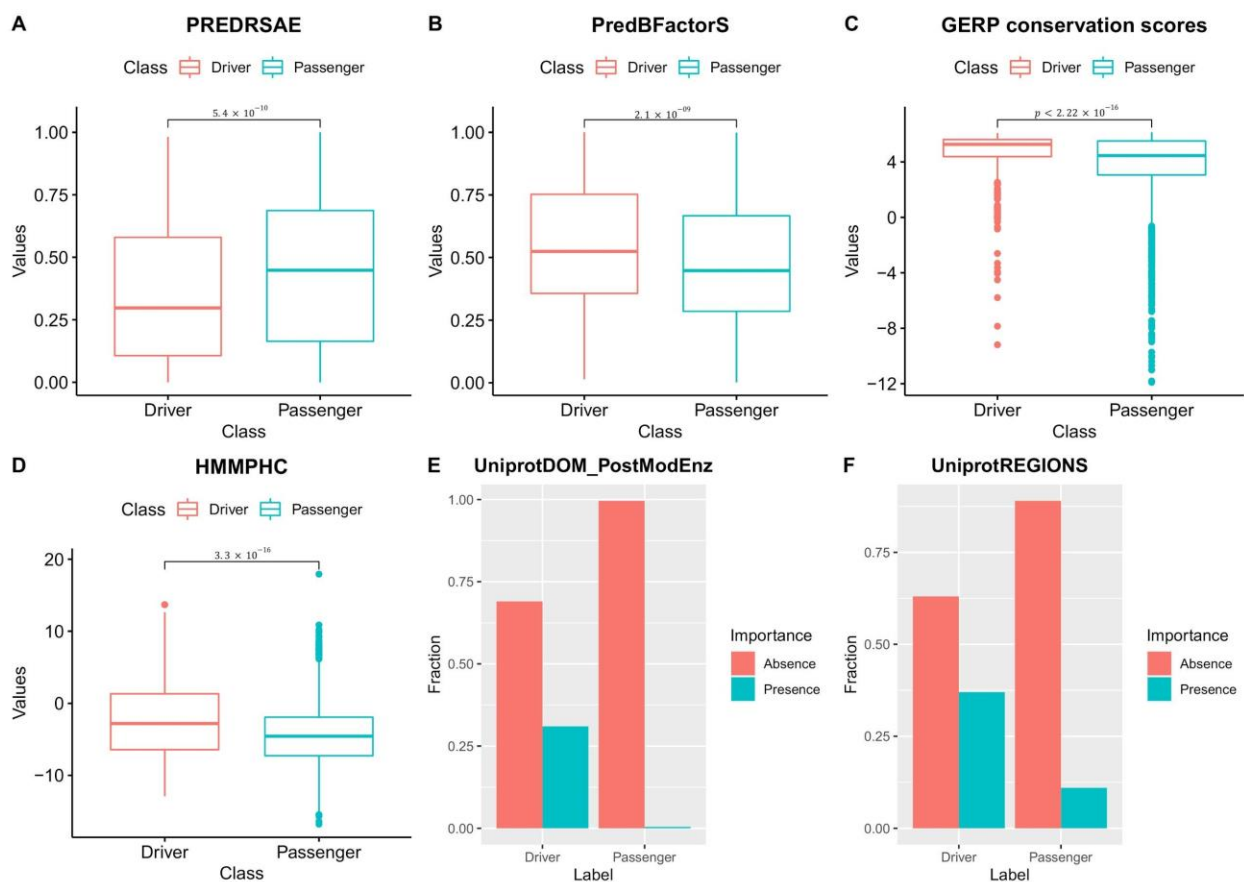 A
PREDRSAE
Class Driver Passenger
5.4 × 10⁻¹⁰
1.00
0.75
0.50
0.25
0.00
Values
Driver Passenger
Class
B
PredBFactorS
Class Driver Passenger
2.1 × 10⁻⁰⁹
1.00
0.75
0.50
0.25
0.00
Values
Driver Passenger
Class
C
GERP conservation scores
Class Driver Passenger
p < 2.22 × 10⁻¹⁶
4
0
−4
−8
−12
Values
Driver Passenger
Class
D
HMMPHC
Class Driver Passenger
3.3 × 10⁻¹⁶
20
10
0
−10
Values
Driver Passenger
Class
E
UniprotDOM_PostModEnz
1.00
0.75
0.50
0.25
0.00
Fraction
Driver Passenger
Label
Importance
Absence
Presence
F
UniprotREGIONS
0.75
0.50
0.25
0.00
Fraction
Driver Passenger
Label
Importance
Absence
Presence